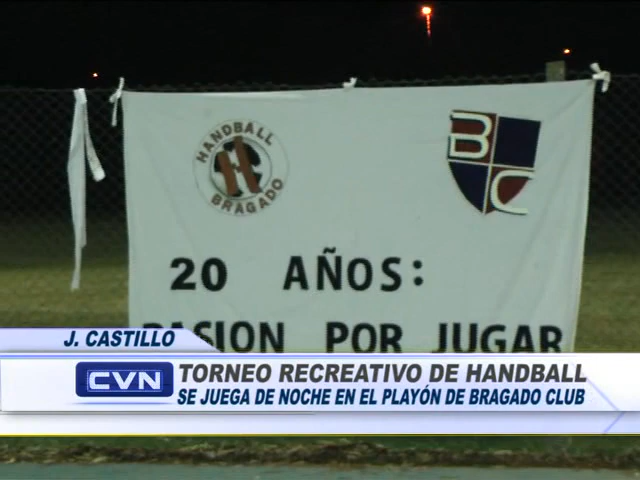 HANDBALL
H
BRAGADO
B
C
20 AÑOS:
PASION POR JUGAR
J. CASTILLO
CVN
TORNEO RECREATIVO DE HANDBALL
SE JUEGA DE NOCHE EN EL PLAYÓN DE BRAGADO CLUB